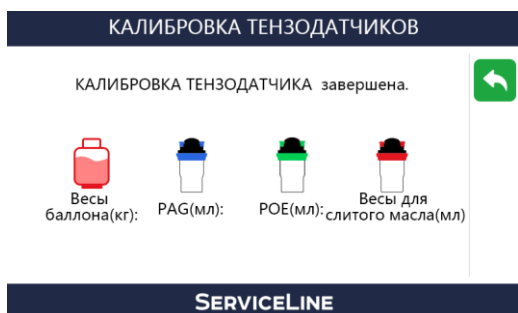 КАЛИБРОВКА ТЕНЗОДАТЧИКОВ
КАЛИБРОВКА ТЕНЗОДАТЧИКА завершена.
Весы
баллона(кг):
PAG(мл):
POE(мл):
Весы для
слитого масла(мл)
SERVICELINE